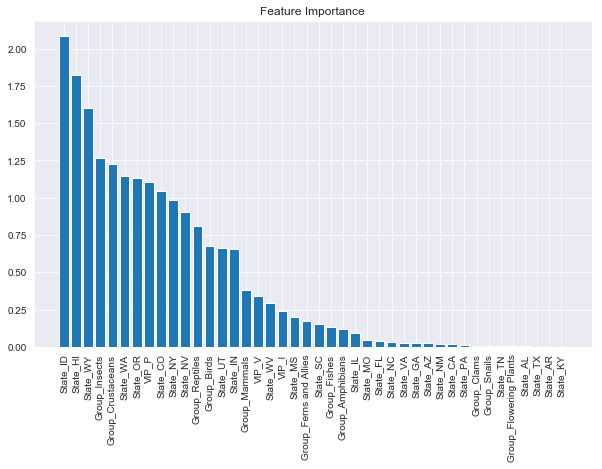 Feature Importance
2.00
1.75
1.50
1.25
1.00
0.75
0.50
0.25
0.00
State_ID
State_HI
State_WY
Group_Insects
Group_Crustaceans
State_WA
State_OR
VIP_P
State_CO
State_NY
State_NV
Group_Reptiles
Group_Birds
State_UT
State_IN
Group_Mammals
VIP_V
State_WV
VIP_I
State_MS
Group_Ferns and Allies
State_SC
Group_Fishes
Group_Amphibians
State_IL
State_MO
State_FL
State_NC
State_VA
State_GA
State_AZ
State_NM
State_CA
State_PA
Group_Clams
Group_Snails
State_TN
Group_Flowering Plants
State_AL
State_TX
State_AR
State_KY